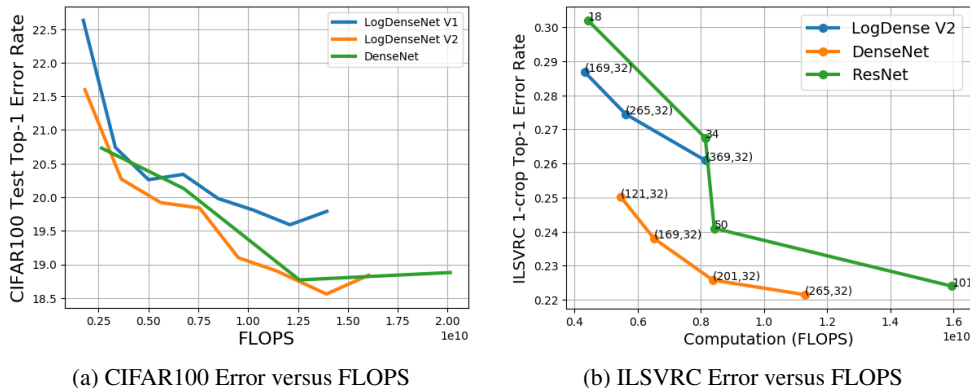 CIFAR100 Test Top-1 Error Rate
22.5
22.0
21.5
21.0
20.5
20.0
19.5
19.0
18.5
LogDenseNet V1
LogDenseNet V2
DenseNet
0.25 0.50 0.75 1.00 1.25 1.50 1.75 2.00
1e10
FLOPS
(a) CIFAR100 Error versus FLOPS
ILSVRC 1-crop Top-1 Error Rate
0.30
0.29
0.28
0.27
0.26
0.25
0.24
0.23
0.22
LogDense V2
DenseNet
ResNet
18
(169,32)
(265,32)
34
(369,32)
(121,32)
(169,32)
50
(201,32)
(265,32)
101
0.4 0.6 0.8 1.0 1.2 1.4 1.6
1e10
Computation (FLOPS)
(b) ILSVRC Error versus FLOPS